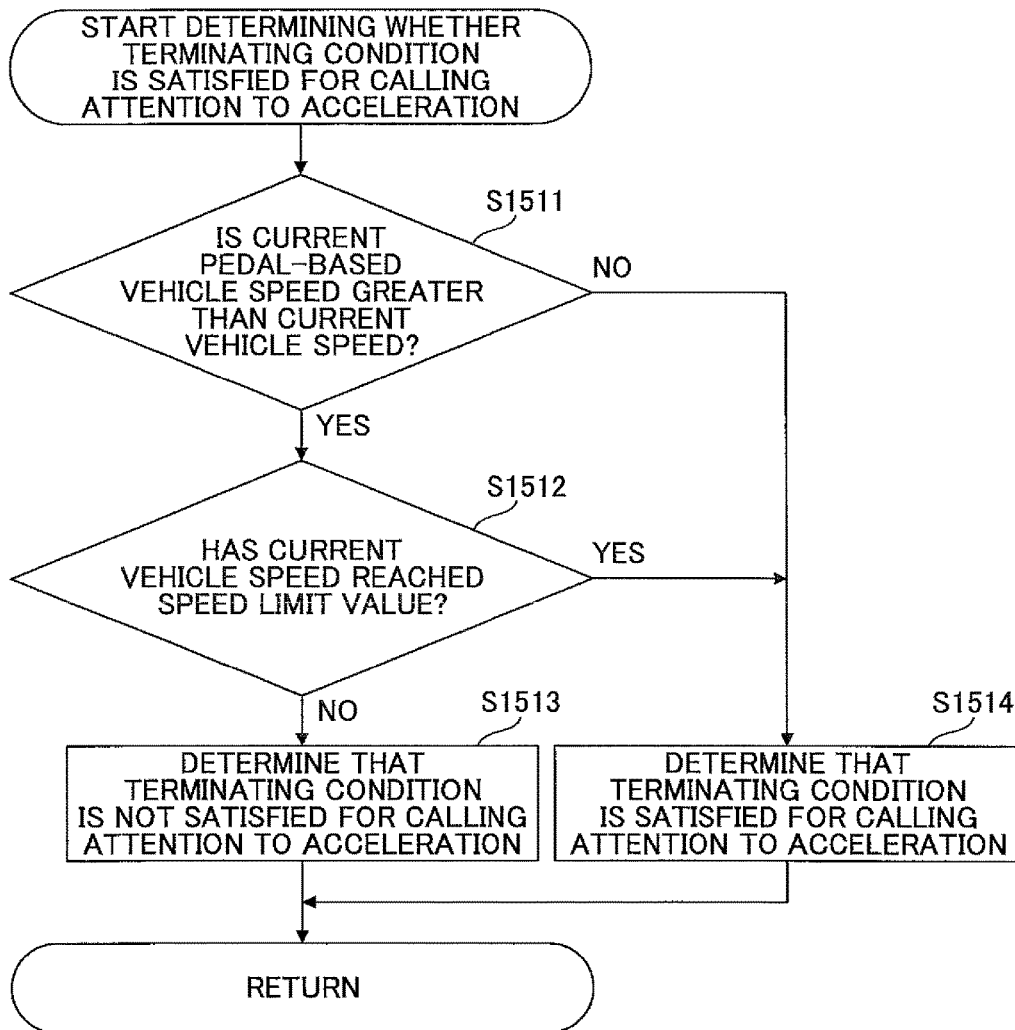 START DETERMINING WHETHER
TERMINATING CONDITION
IS SATISFIED FOR CALLING
ATTENTION TO ACCELERATION
S1511
IS CURRENT
PEDAL-BASED
VEHICLE SPEED GREATER
THAN CURRENT
VEHICLE SPEED?
NO
YES
S1512
HAS CURRENT
VEHICLE SPEED REACHED
SPEED LIMIT VALUE?
YES
NO
S1513
DETERMINE THAT
TERMINATING CONDITION
IS NOT SATISFIED FOR CALLING
ATTENTION TO ACCELERATION
S1514
DETERMINE THAT
TERMINATING CONDITION
IS SATISFIED FOR CALLING
ATTENTION TO ACCELERATION
RETURN